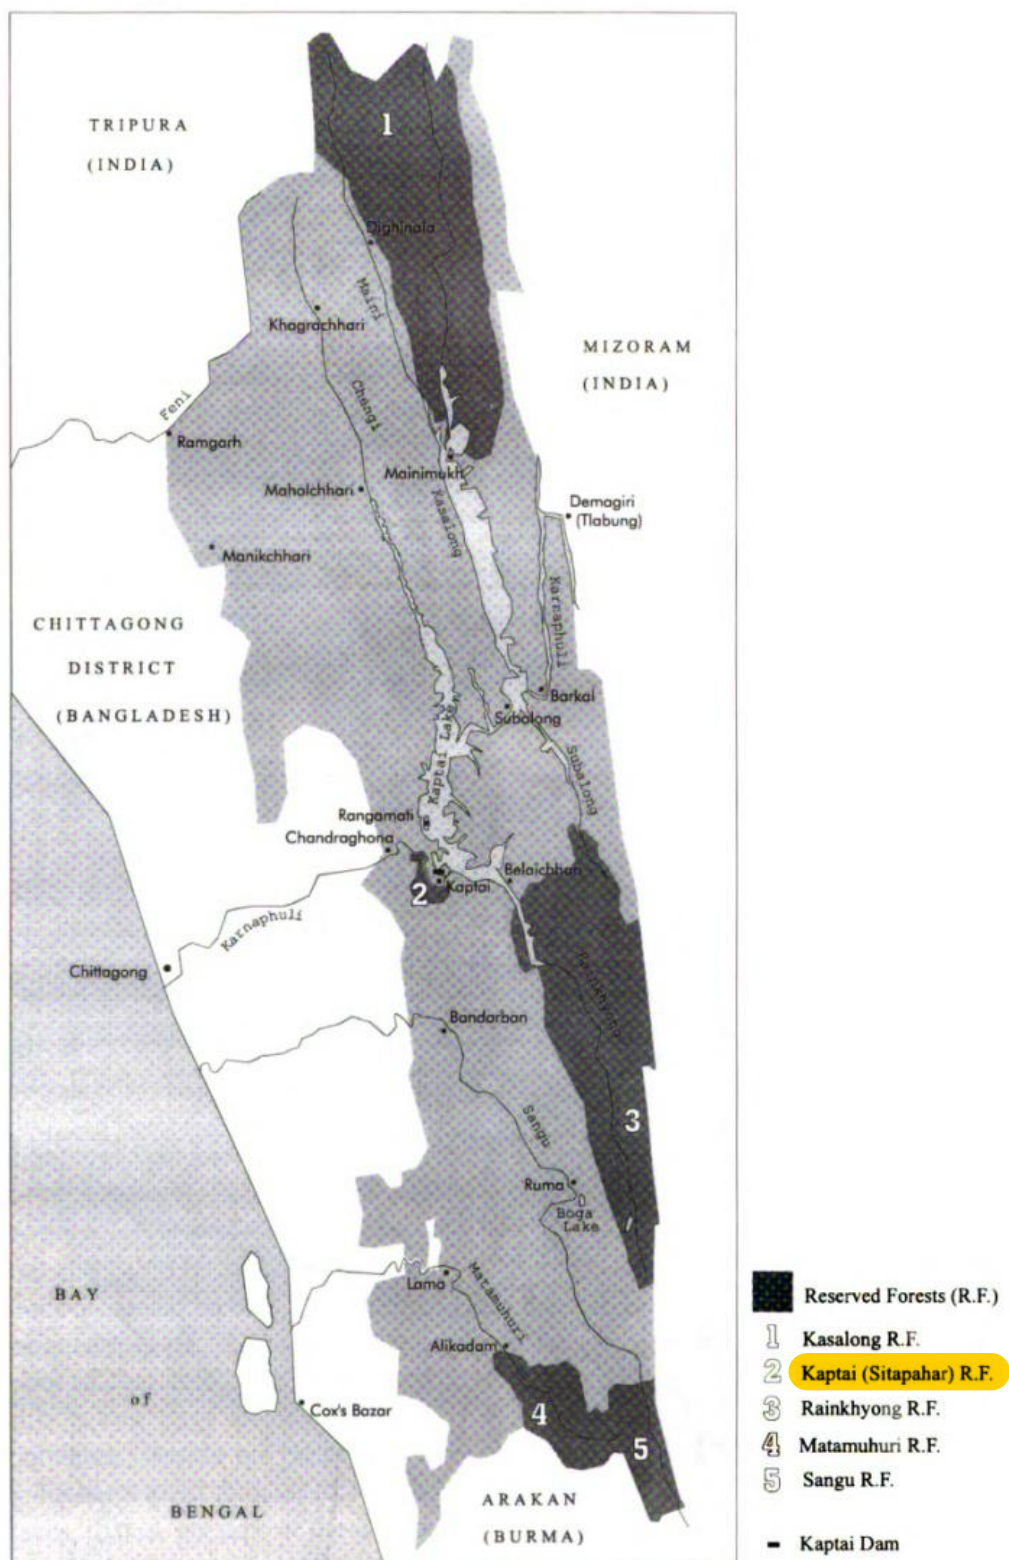 1
TRIPURA
(INDIA)
Dighinala
Maini
Khagrachhari
MIZORAM
(INDIA)
Chengi
Feni
Ramgarh
Mainimukh
Maholchhari
Kasalong
Demagiri
(Tlabung)
Manikchhari
Karnaphuli
CHITTAGONG
DISTRICT
(BANGLADESH)
Barkal
Subalong
Kaptai Lake
Subalong
Rangamati
Chandraghona
Belaichhari
Kaptai
2
Karnaphuli
Chittagong
Rainkhyong
Bandarban
Sangu
3
Ruma
Boga
Lake
Lama
Matamuhuri
BAY
Alikadam
of
Cox's Bazar
4
5
ARAKAN
(BURMA)
BENGAL
Reserved Forests (R.F.)
1 Kasalong R.F.
2 Kaptai (Sitapahar) R.F.
3 Rainkhyong R.F.
4 Matamuhuri R.F.
5 Sangu R.F.
Kaptai Dam